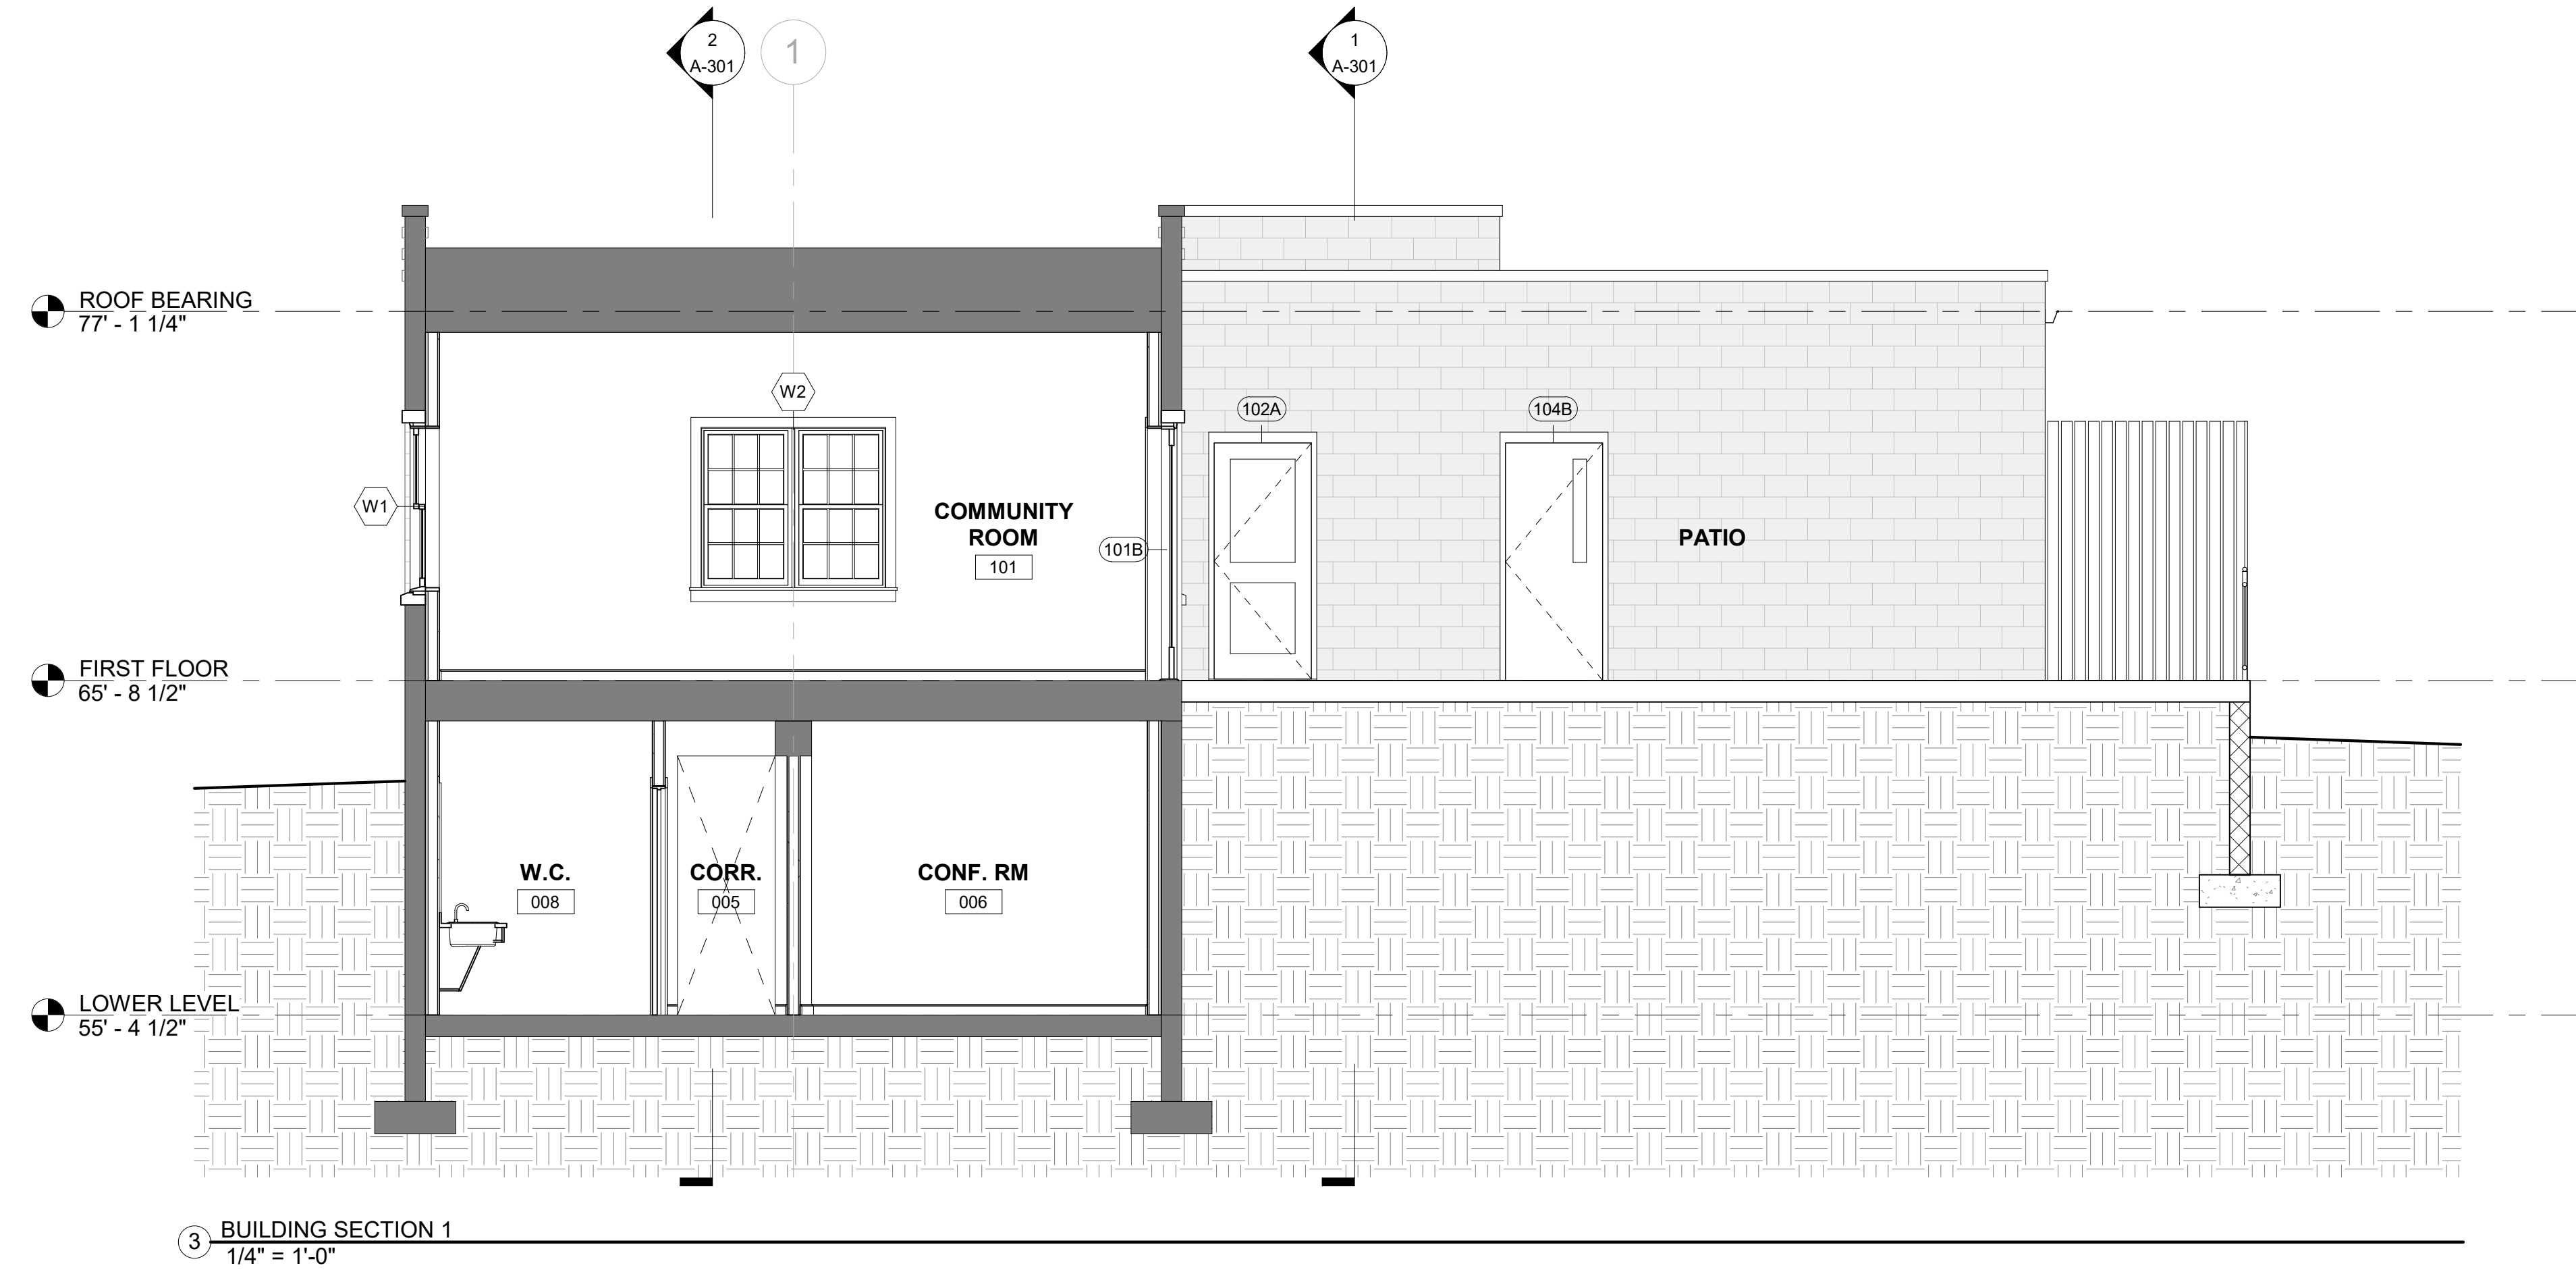 2
A-301
1
1
A-301
ROOF BEARING
77' - 1 1/4"
W2
102A
104B
W1
COMMUNITY
ROOM
101
101B
PATIO
FIRST FLOOR
65' - 8 1/2"
W.C.
008
CORR.
005
CONF. RM
006
LOWER LEVEL
55' - 4 1/2"
3
BUILDING SECTION 1
1/4" = 1'-0"